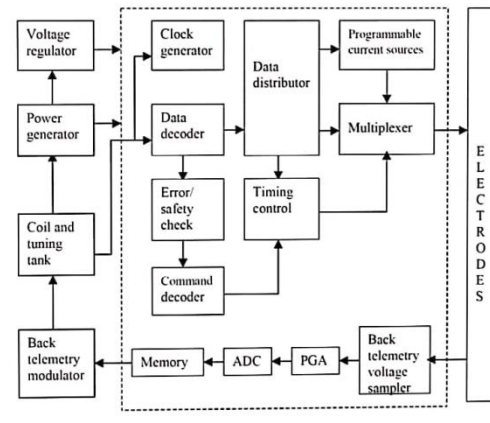 Voltage
regulator
Clock
generator
Data
distributor
Programmable
current sources
Power
generator
Data
decoder
Multiplexer
Error/
safety
check
Timing
control
Coil and
tuning
tank
Command
decoder
Back
telemetry
modulator
Memory
ADC
PGA
Back
telemetry
voltage
sampler
E
L
E
C
T
R
O
D
E
S